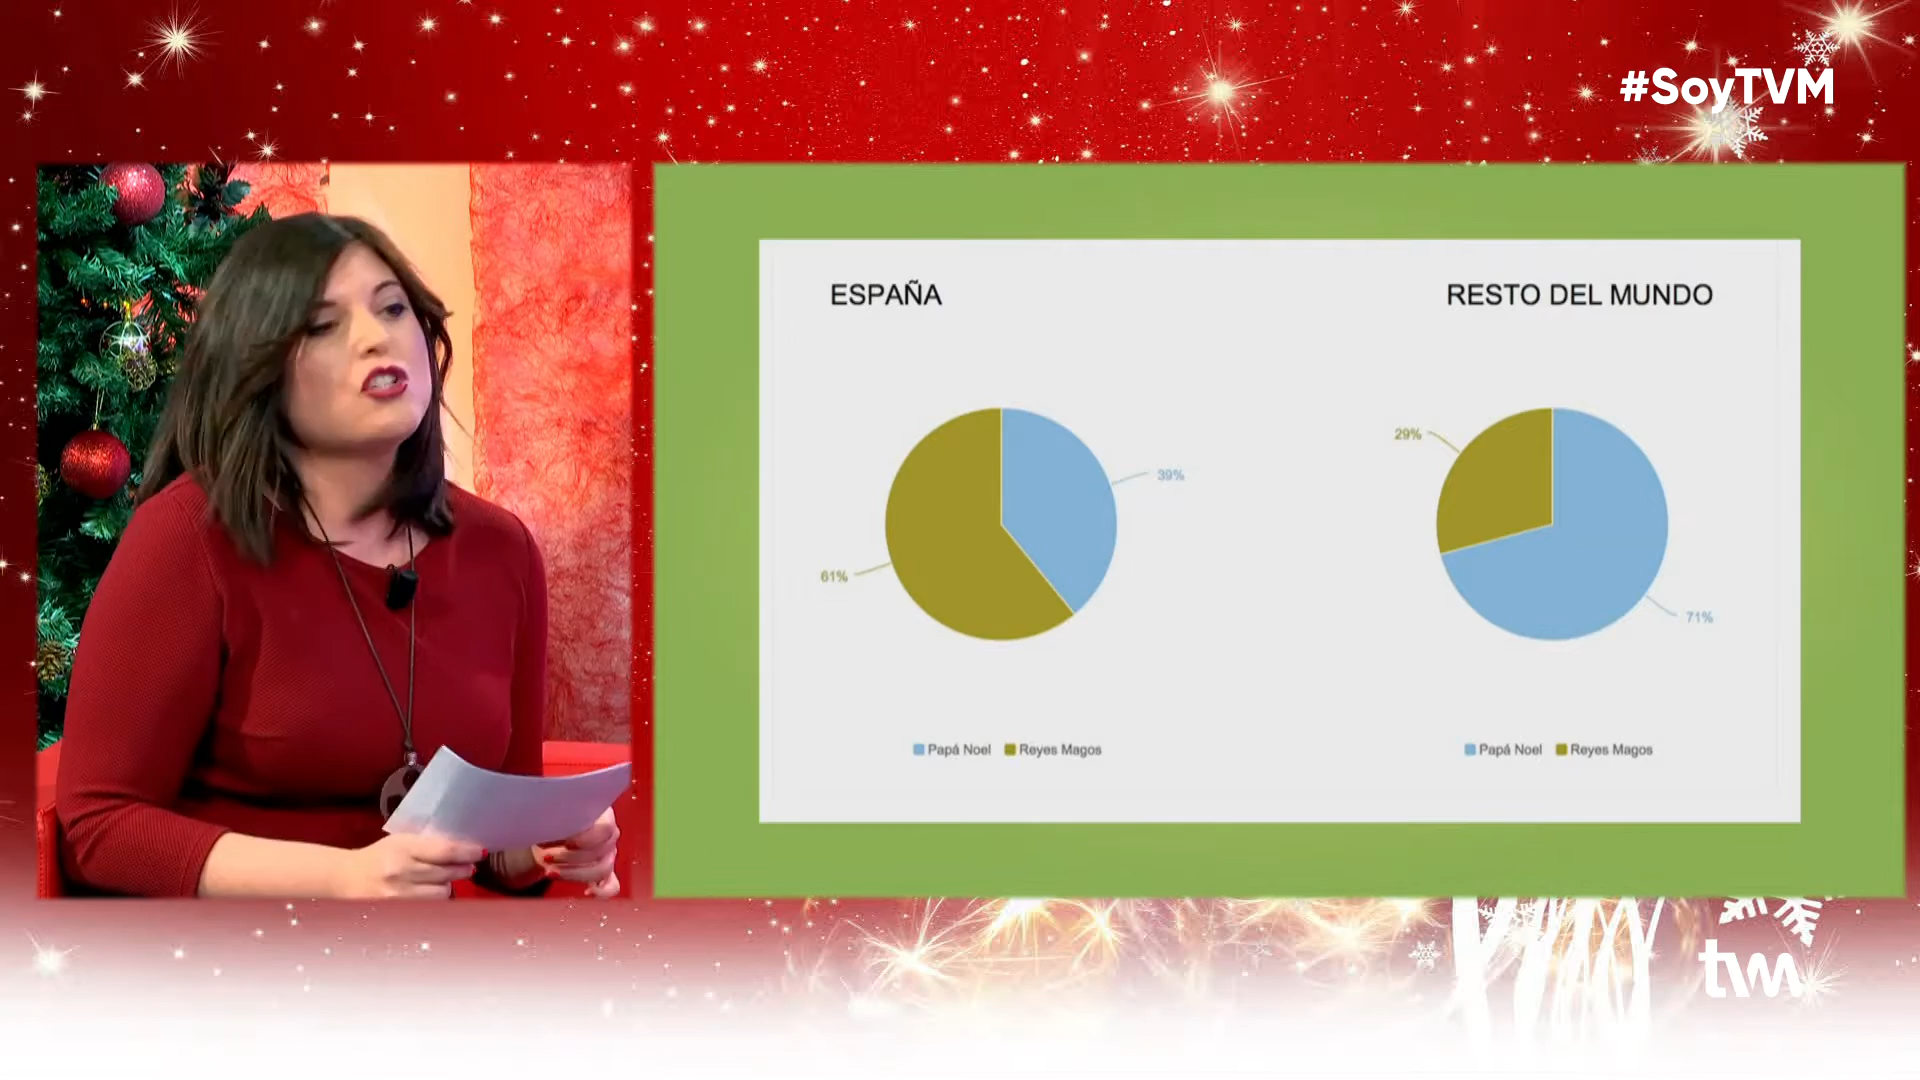 #SoyTVM
ESPAÑA
RESTO DEL MUNDO
39%
61%
29%
71%
Papá Noel Reyes Magos
Papá Noel Reyes Magos
tvm